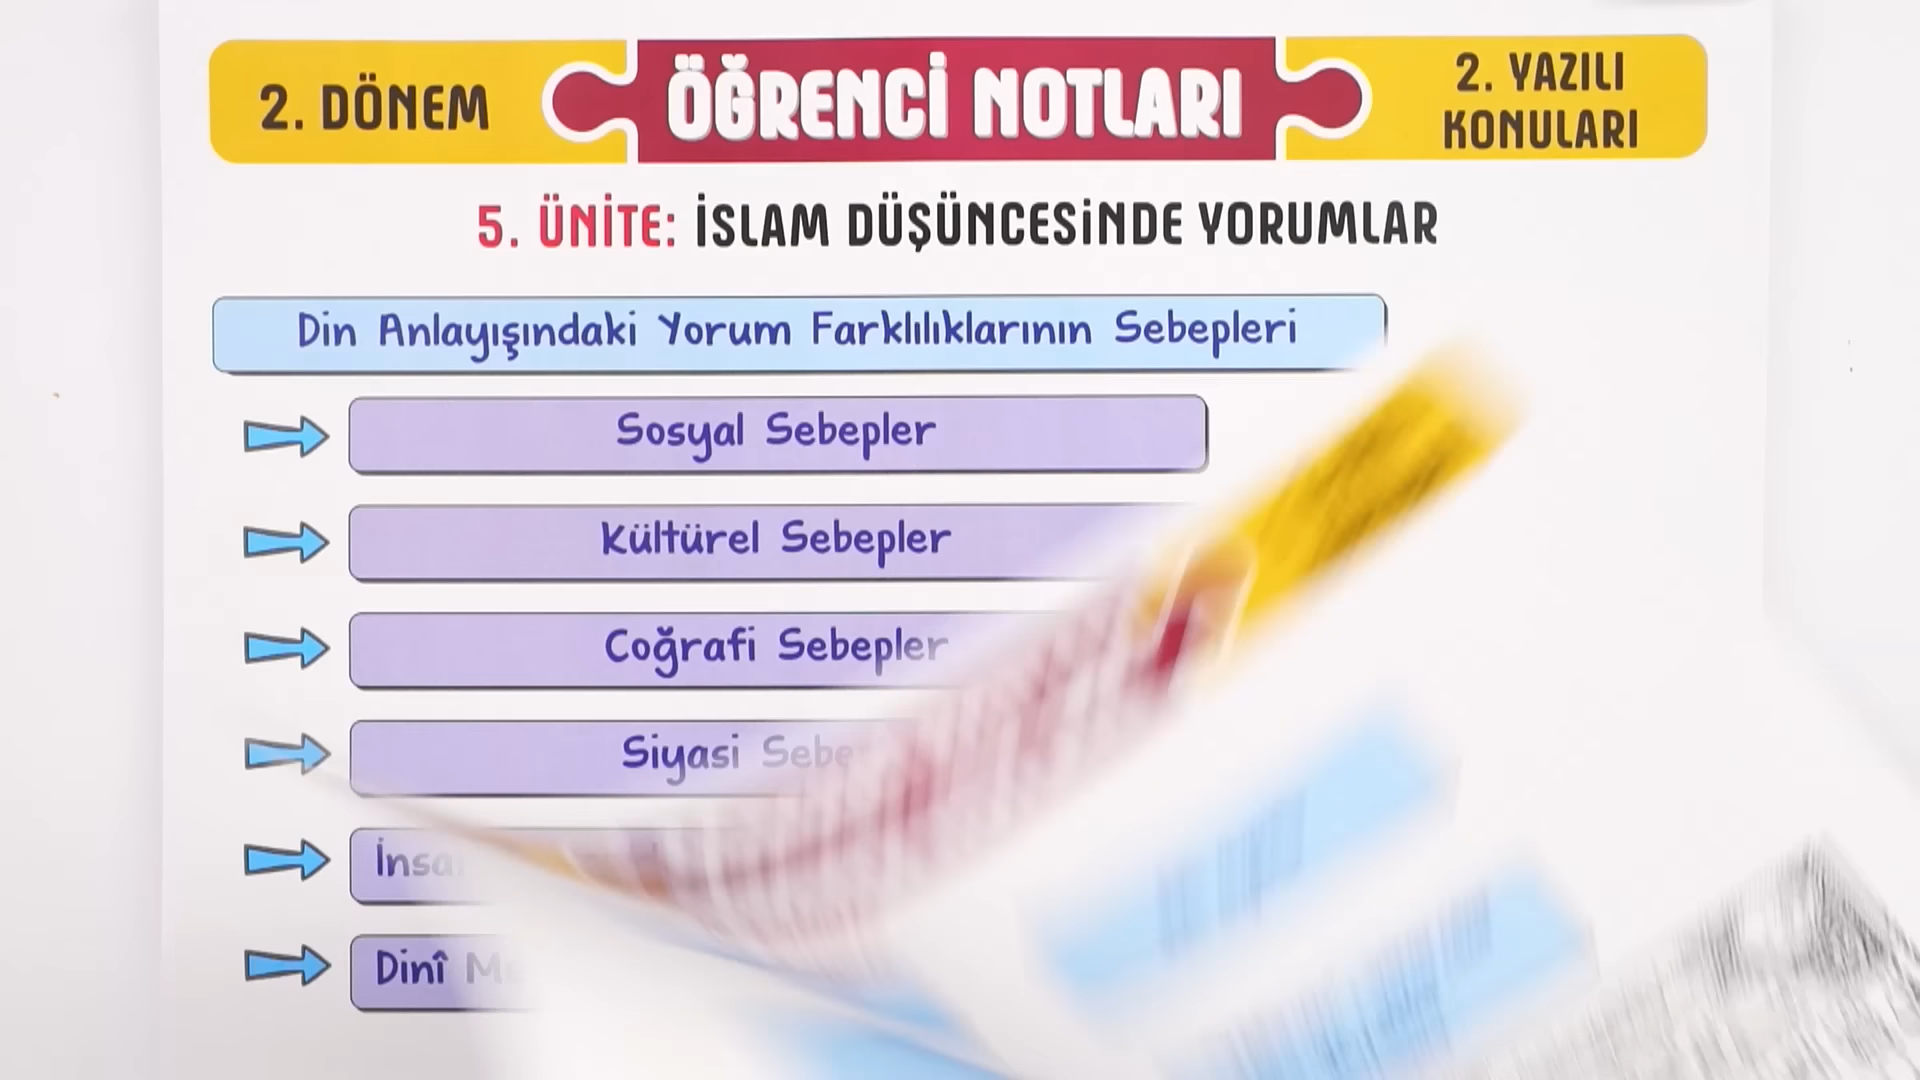 2. DÖNEM
ÖĞRENCİ NOTLARI
2. YAZILI
KONULARI
5. ÜNİTE: İSLAM DÜŞÜNCESİNDE YORUMLAR
Din Anlayışındaki Yorum Farklılıklarının Sebepleri
Sosyal Sebepler
Kültürel Sebepler
Coğrafi Sebepler
Siyasi
Dinî